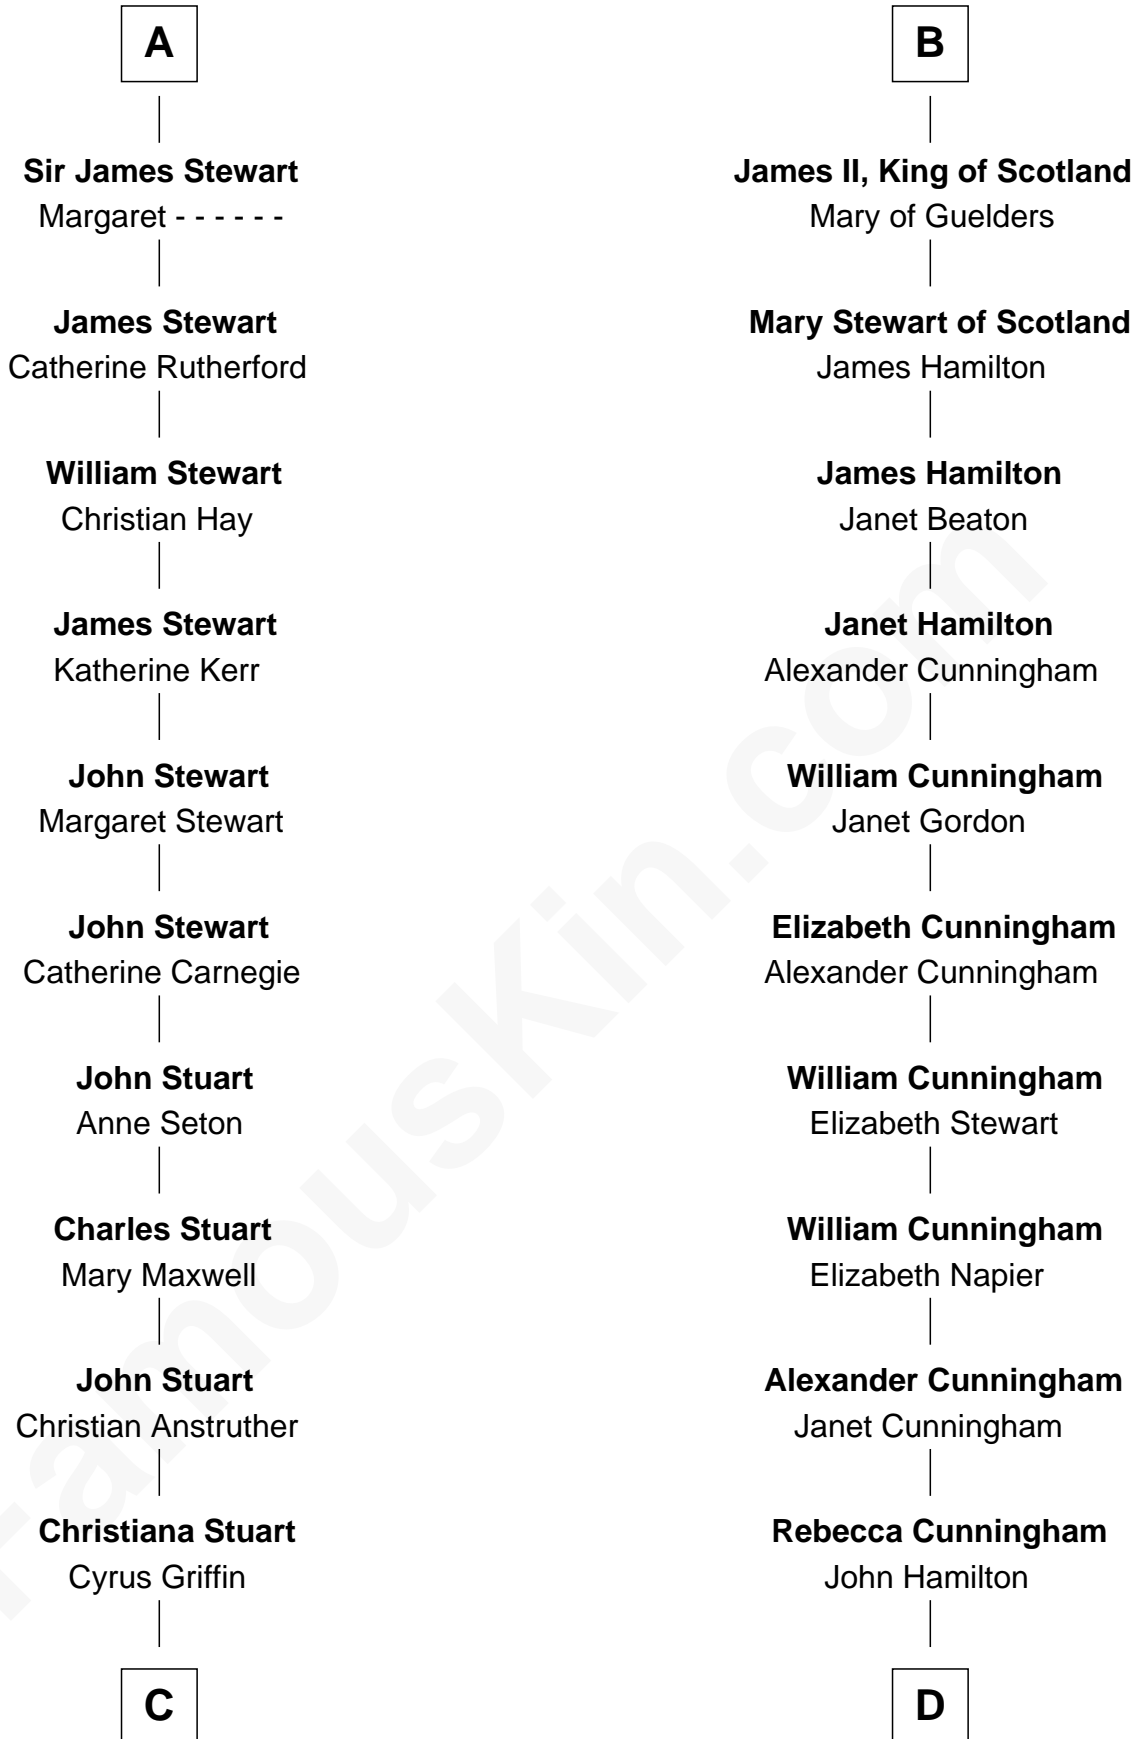 A
Sir James Stewart
Margaret - - - - - -
James Stewart
Catherine Rutherford
William Stewart
Christian Hay
James Stewart
Katherine Kerr
John Stewart
Margaret Stewart
John Stewart
Catherine Carnegie
John Stuart
Anne Seton
Charles Stuart
Mary Maxwell
John Stuart
Christian Anstruther
Christiana Stuart
Cyrus Griffin
C
B
James II, King of Scotland
Mary of Guelders
Mary Stewart of Scotland
James Hamilton
James Hamilton
Janet Beaton
Janet Hamilton
Alexander Cunningham
William Cunningham
Janet Gordon
Elizabeth Cunningham
Alexander Cunningham
William Cunningham
Elizabeth Stewart
William Cunningham
Elizabeth Napier
Alexander Cunningham
Janet Cunningham
Rebecca Cunningham
John Hamilton
D
FamousKin.com